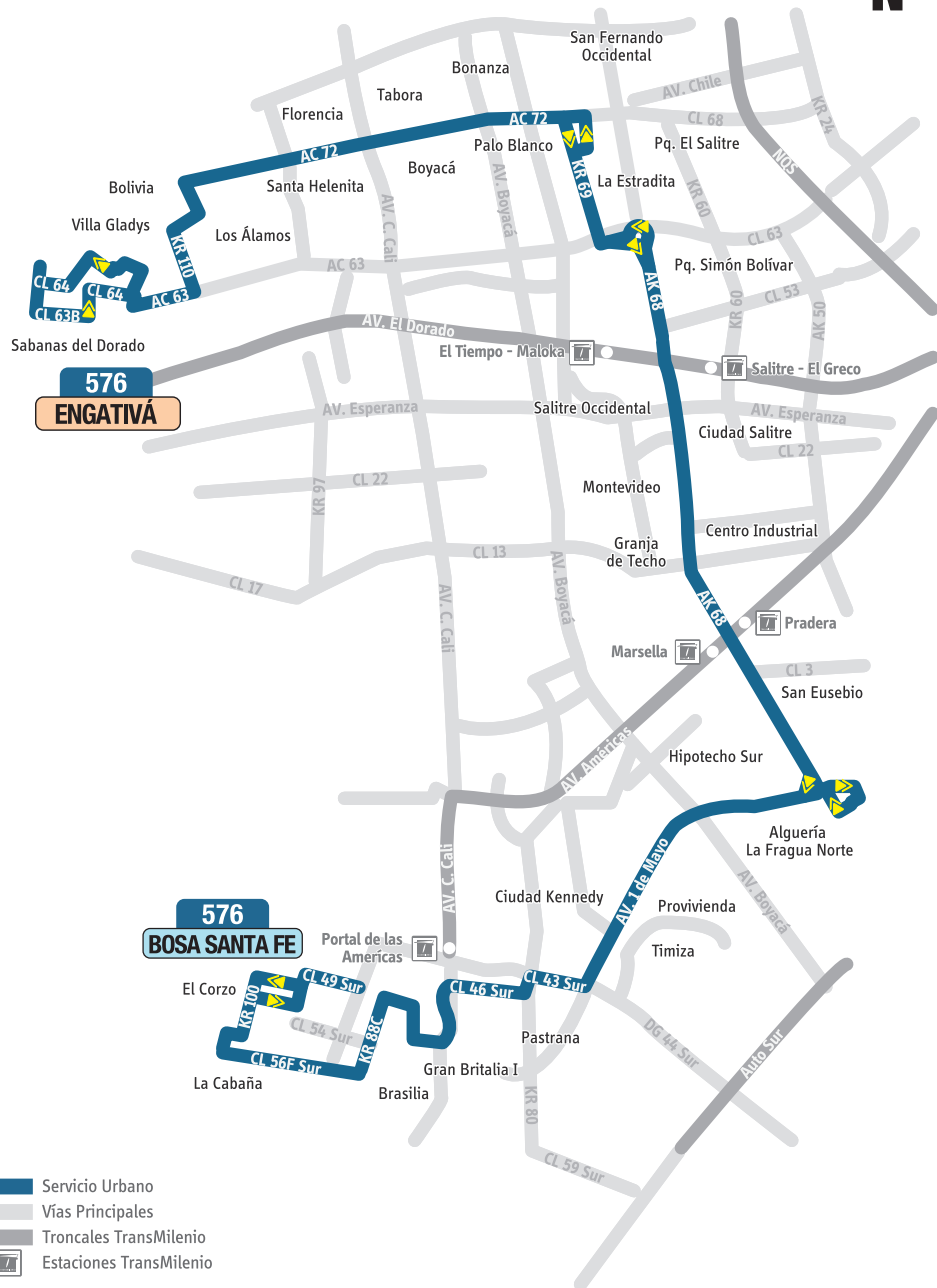 N
San Fernando
Occidental
Bonanza
Tabora
Florencia
AV. Chile
KR 24
CL 68
AC 72
AC 72
Palo Blanco
Pq. El Salitre
NQS
Boyacá
Santa Helenita
Bolivia
KR 69
La Estradita
KR 60
AV. Boyacá
AV. C. Cali
Villa Gladys
Los Álamos
KR 110
CL 63
AC 63
Pq. Simón Bolívar
CL 64
CL 64
AC 63
CL 63B
AK 68
CL 53
KR 60
AK 50
Sabanas del Dorado
AV. El Dorado
El Tiempo - Maloka
Salitre - El Greco
576
ENGATIVÁ
AV. Esperanza
Salitre Occidental
AV. Esperanza
Ciudad Salitre
CL 22
CL 22
KR 97
Montevideo
Centro Industrial
Granja
de Techo
CL 13
CL 17
AV. C. Cali
AV. Boyacá
AK 68
Pradera
Marsella
CL 3
San Eusebio
AV. Américas
Hipotecho Sur
Alguería
La Fragua Norte
AV. C. Cali
AV. 1 de Mayo
AV. Boyacá
Ciudad Kennedy
Provivienda
576
BOSA SANTA FE
Portal de las
Amerícas
Timiza
El Corzo
CL 49 Sur
CL 46 Sur
CL 43 Sur
KR 100
CL 54 Sur
KR 88C
Pastrana
DG 44 Sur
Auto Sur
CL 56F Sur
Gran Britalia I
La Cabaña
Brasilia
KR 80
CL 59 Sur
Servicio Urbano
Vías Principales
Troncales TransMilenio
Estaciones TransMilenio